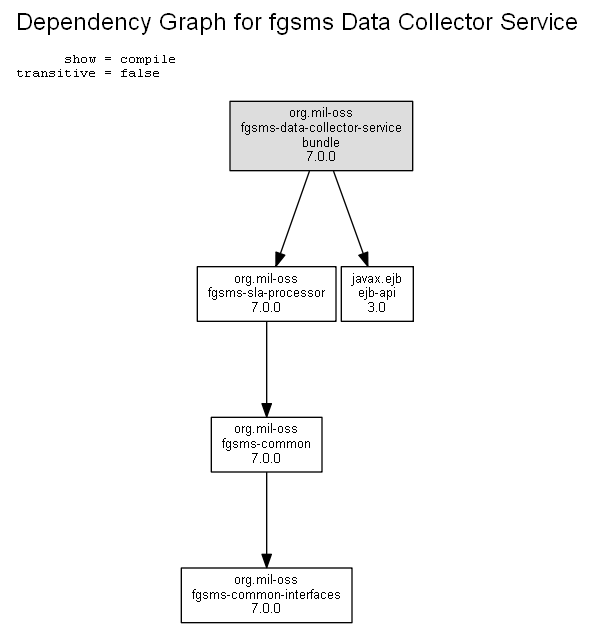 Dependency Graph for fgsms Data Collector Service
show = compile
transitive = false
org.mil-oss
fgsms-data-collector-service
bundle
7.0.0
org.mil-oss
fgsms-sla-processor
7.0.0
javax.ejb
ejb-api
3.0
org.mil-oss
fgsms-common
7.0.0
org.mil-oss
fgsms-common-interfaces
7.0.0